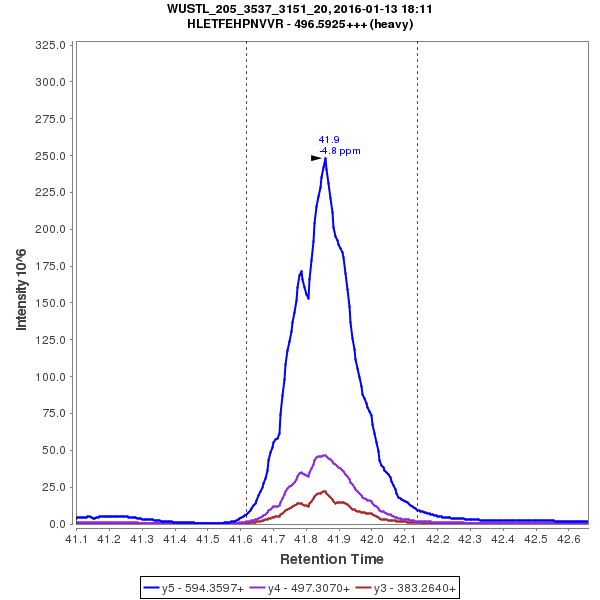 WUSTL_205_3537_3151_20, 2016-01-13 18:11
HLETFEHPNVVR - 496.5925+++ (heavy)
325.0
300.0
275.0
250.0
225.0
200.0
175.0
150.0
125.0
100.0
75.0
50.0
25.0
0.0
Intensity 10^6
41.9
-4.8 ppm
41.1 41.2 41.3 41.4 41.5 41.6 41.7 41.8 41.9 42.0 42.1 42.2 42.3 42.4 42.5 42.6
Retention Time
y5 - 594.3597+ y4 - 497.3070+ y3 - 383.2640+